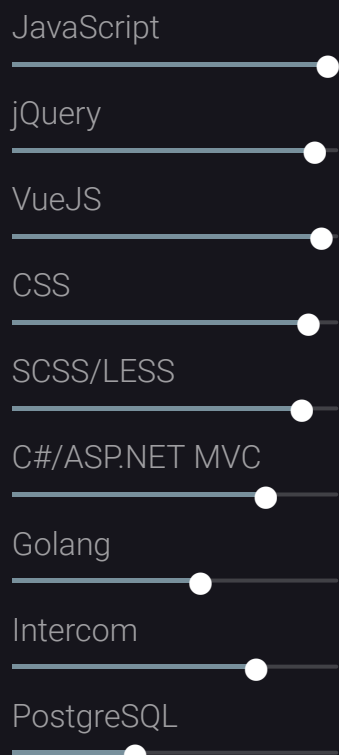 JavaScript
jQuery
VueJS
CSS
SCSS/LESS
C#/ASP.NET MVC
Golang
Intercom
PostgreSQL